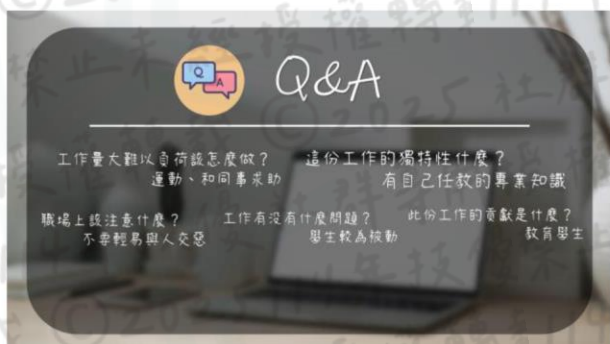 Q A
Q&A
工作量大難以負荷該怎麼做？
運動、和同事求助
這份工作的獨特性什麼？
有自己任教的專業知識
職場上該注意什麼？
不要輕易與人交惡
工作有沒有什麼問題？
學生較為被動
此份工作的貢獻是什麼？
教育學生